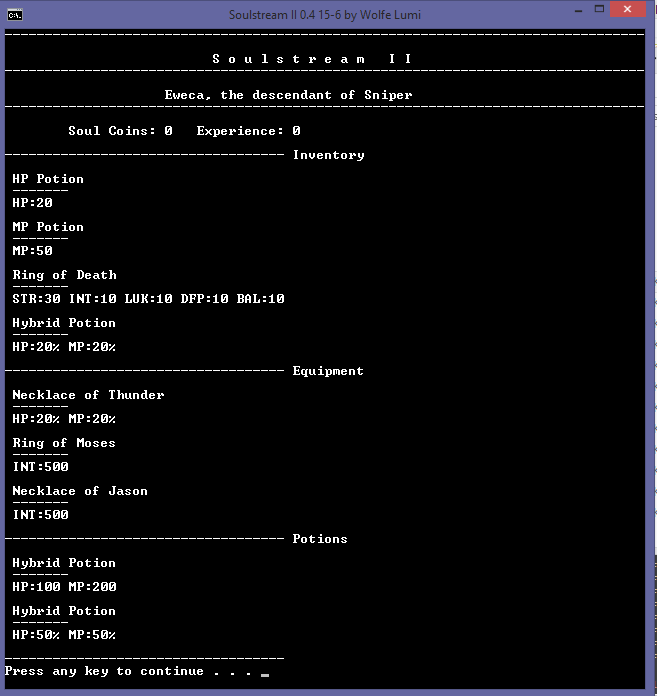 Soulstream II 0.4 15-6 by Wolfe Lumi
S o u l s t r e a m   I I
Eweca, the descendant of Sniper
Soul Coins: 0   Experience: 0
----------------------------------- Inventory
HP Potion
-------
HP:20
MP Potion
-------
MP:50
Ring of Death
-------
STR:30 INT:10 LUK:10 DFP:10 BAL:10
Hybrid Potion
-------
HP:20% MP:20%
----------------------------------- Equipment
Necklace of Thunder
-------
HP:20% MP:20%
Ring of Moses
-------
INT:500
Necklace of Jason
-------
INT:500
----------------------------------- Potions
Hybrid Potion
-------
HP:100 MP:200
Hybrid Potion
-------
HP:50% MP:50%
-----------------------------------
Press any key to continue . . . _